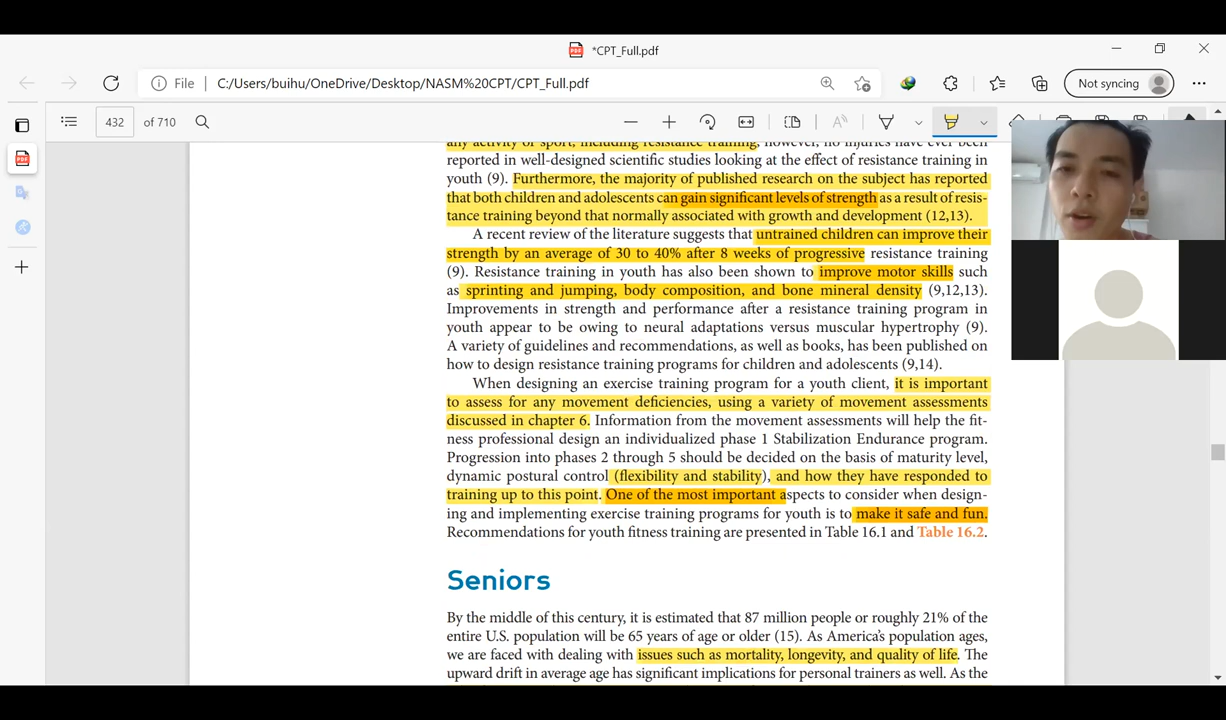 *CPT_Full.pdf
File
C:/Users/buihu/OneDrive/Desktop/NASM%20CPT/CPT_Full.pdf
Not syncing
432 of 710
any activity or sport, including resistance training, however, no injuries have ever been
reported in well-designed scientific studies looking at the effect of resistance training in
youth (9). Furthermore, the majority of published research on the subject has reported
that both children and adolescents can gain significant levels of strength as a result of resis-
tance training beyond that normally associated with growth and development (12,13).
A recent review of the literature suggests that untrained children can improve their
strength by an average of 30 to 40% after 8 weeks of progressive resistance training
(9). Resistance training in youth has also been shown to improve motor skills such
as sprinting and jumping, body composition, and bone mineral density (9,12,13).
Improvements in strength and performance after a resistance training program in
youth appear to be owing to neural adaptations versus muscular hypertrophy (9).
A variety of guidelines and recommendations, as well as books, has been published on
how to design resistance training programs for children and adolescents (9,14).
When designing an exercise training program for a youth client, it is important
to assess for any movement deficiencies, using a variety of movement assessments
discussed in chapter 6. Information from the movement assessments will help the fit-
ness professional design an individualized phase 1 Stabilization Endurance program.
Progression into phases 2 through 5 should be decided on the basis of maturity level,
dynamic postural control (flexibility and stability), and how they have responded to
training up to this point. One of the most important aspects to consider when design-
ing and implementing exercise training programs for youth is to make it safe and fun.
Recommendations for youth fitness training are presented in Table 16.1 and Table 16.2.
Seniors
By the middle of this century, it is estimated that 87 million people or roughly 21% of the
entire U.S. population will be 65 years of age or older (15). As America's population ages,
we are faced with dealing with issues such as mortality, longevity, and quality of life. The
upward drift in average age has significant implications for personal trainers as well. As the